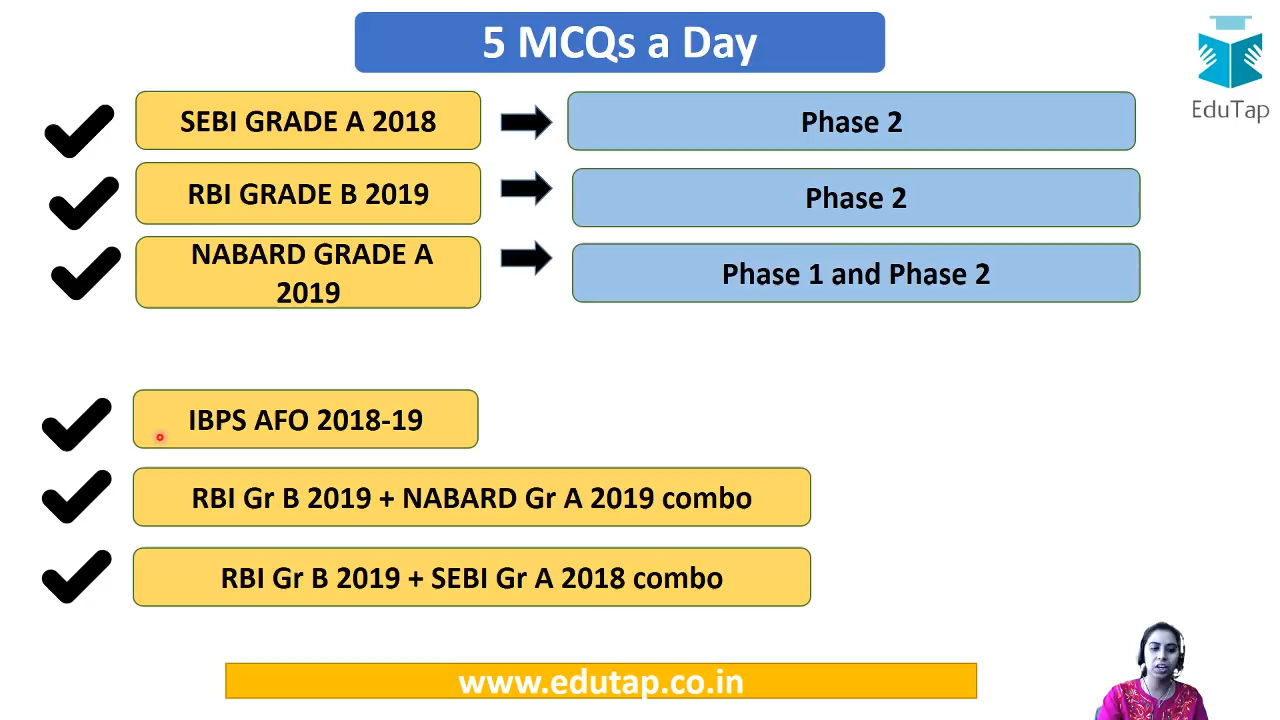 5 MCQs a Day
EduTap
SEBI GRADE A 2018
Phase 2
RBI GRADE B 2019
Phase 2
NABARD GRADE A
2019
Phase 1 and Phase 2
IBPS AFO 2018-19
RBI Gr B 2019 + NABARD Gr A 2019 combo
RBI Gr B 2019 + SEBI Gr A 2018 combo
www.edutap.co.in